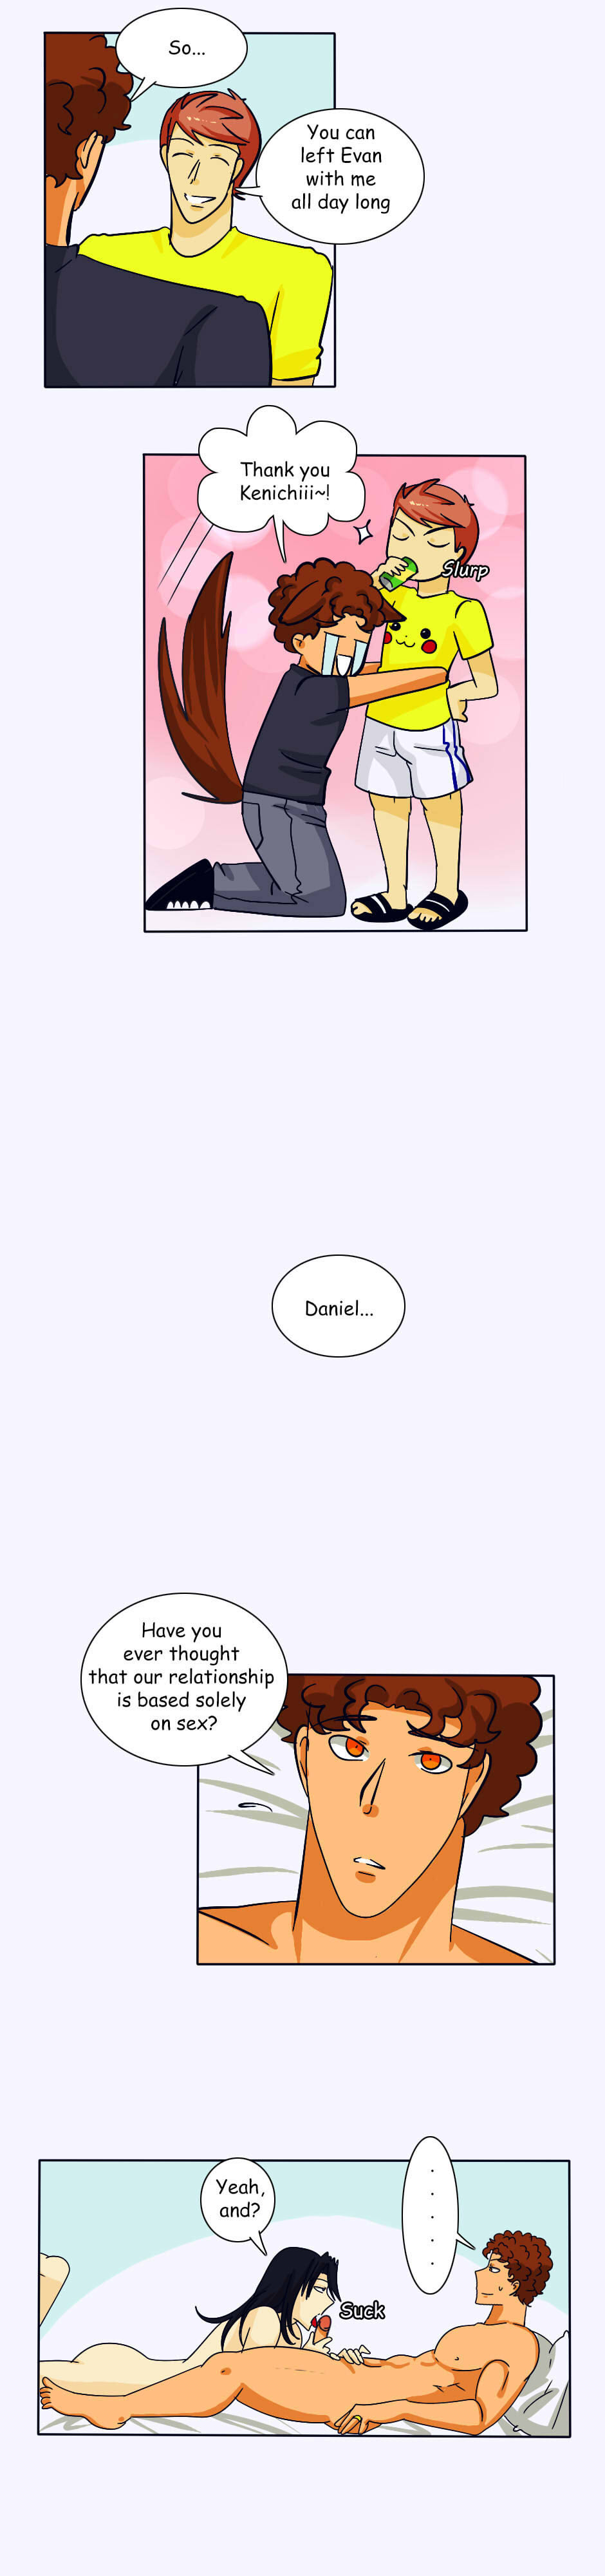 So...
You can
left Evan
with me
all day long
Thank you
Kenichiii~!
Slurp
Daniel...
Have you
ever thought
that our relationship
is based solely
on sex?
Yeah,
and?
.
.
.
.
.
Suck